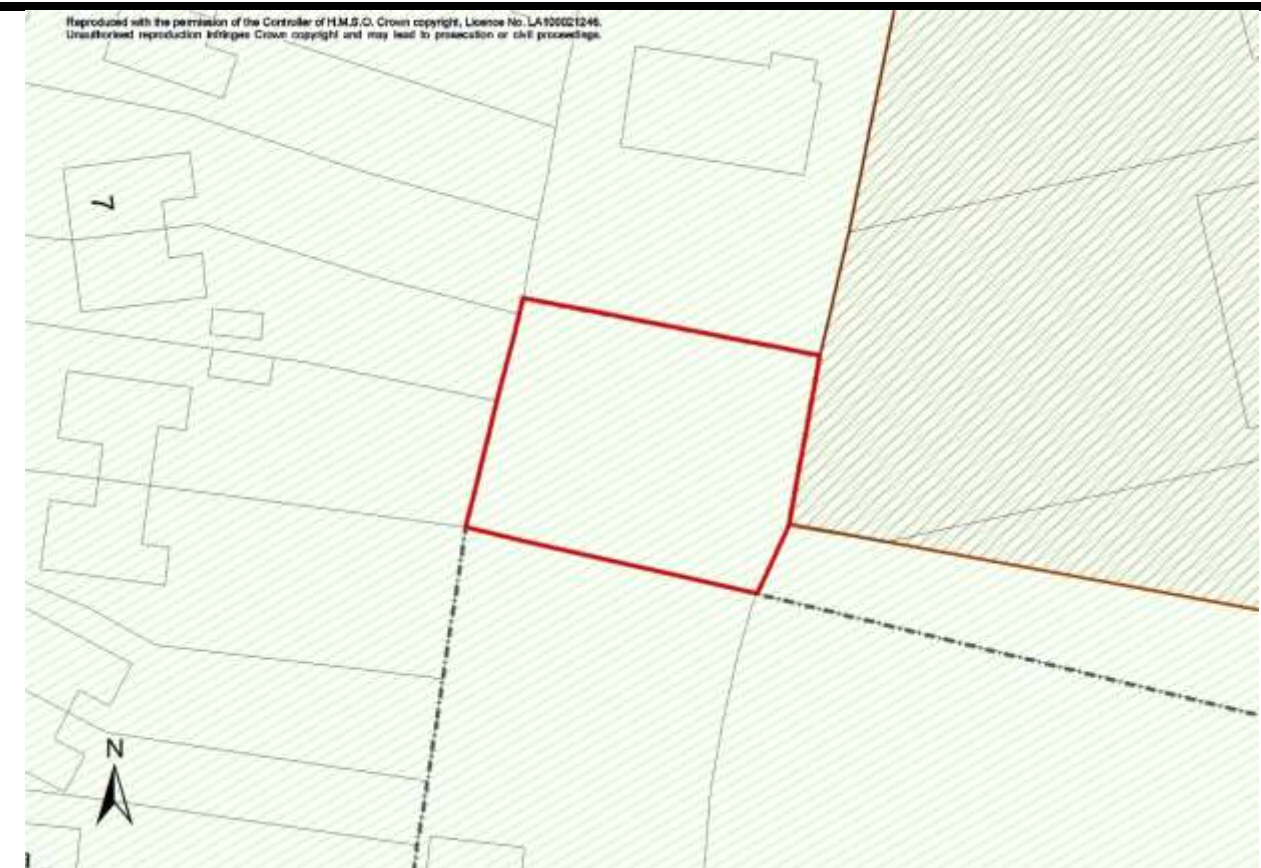 Reproduced with the permission of the Controller of H.M.S.O. Crown copyright, Licence No. LA100021246.
Unauthorised reproduction infringes Crown copyright and may lead to prosecution or civil proceedings.
7
N